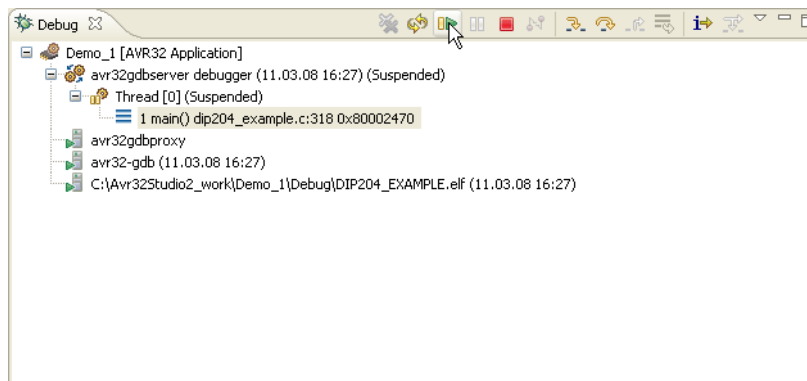 Debug
Demo_1 [AVR32 Application]
avr32gdbserver debugger (11.03.08 16:27) (Suspended)
Thread [0] (Suspended)
1 main() dip204_example.c:318 0x80002470
avr32gdbproxy
avr32-gdb (11.03.08 16:27)
C:\Avr32Studio2_work\Demo_1\Debug\DIP204_EXAMPLE.elf (11.03.08 16:27)